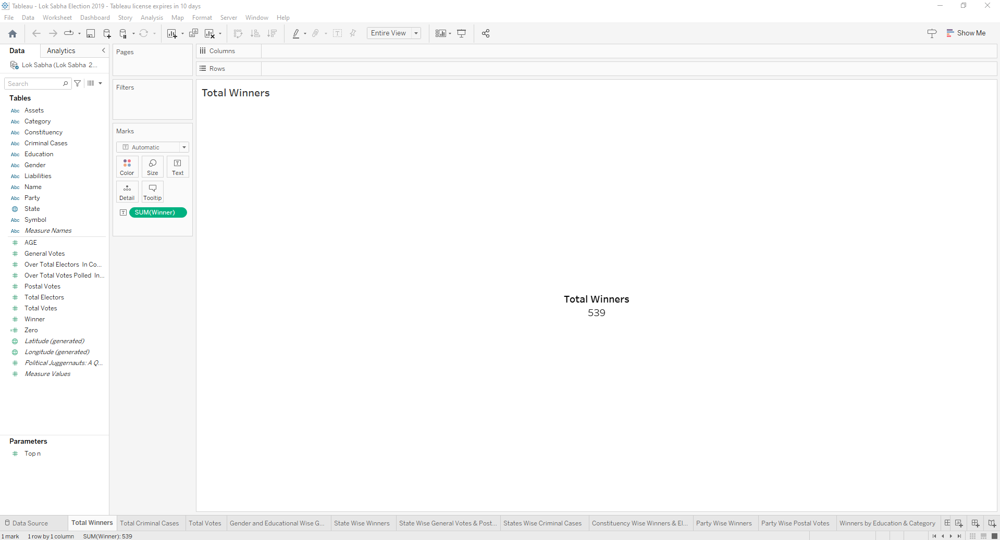 Tableau - Lok Sabha Election 2019 - Tableau license expires in 10 days
File Data Worksheet Dashboard Story Analysis Map Format Server Window Help
Entire View
Show Me
Data Analytics
Lok Sabha (Lok Sabha 2...
Search
Tables
Abc Assets
Abc Category
Abc Constituency
Abc Criminal Cases
Abc Education
Abc Gender
Abc Liabilities
Abc Name
Abc Party
State
Abc Symbol
Abc Measure Names
# AGE
# General Votes
# Over Total Electors In Co...
# Over Total Votes Polled In...
# Postal Votes
# Total Electors
# Total Votes
# Winner
=# Zero
Latitude (generated)
Longitude (generated)
# Political Juggernauts: A Q...
# Measure Values
Parameters
# Top n
Pages
Filters
Marks
T Automatic
Color Size Text
Detail Tooltip
T SUM(Winner)
Columns
Rows
Total Winners
Total Winners
539
Data Source Total Winners Total Criminal Cases Total Votes Gender and Educational Wise G... State Wise Winners State Wise General Votes & Post... States Wise Criminal Cases Constituency Wise Winners & El... Party Wise Winners Party Wise Postal Votes Winners by Education & Category
1 mark 1 row by 1 column SUM(Winner): 539